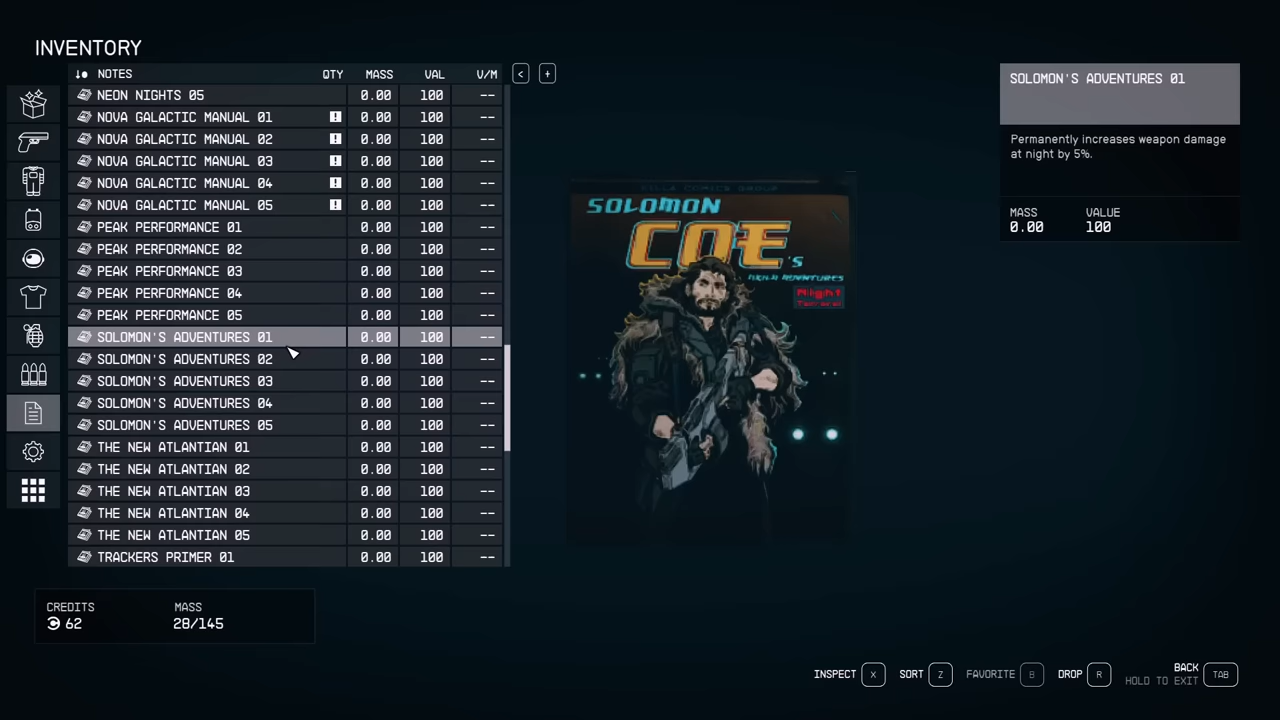 INVENTORY
NOTES QTY MASS VAL V/M < +
NEON NIGHTS 05 0.00 100 --
NOVA GALACTIC MANUAL 01 ! 0.00 100 --
NOVA GALACTIC MANUAL 02 ! 0.00 100 --
NOVA GALACTIC MANUAL 03 ! 0.00 100 --
NOVA GALACTIC MANUAL 04 ! 0.00 100 --
NOVA GALACTIC MANUAL 05 ! 0.00 100 --
PEAK PERFORMANCE 01 0.00 100 --
PEAK PERFORMANCE 02 0.00 100 --
PEAK PERFORMANCE 03 0.00 100 --
PEAK PERFORMANCE 04 0.00 100 --
PEAK PERFORMANCE 05 0.00 100 --
SOLOMON'S ADVENTURES 01 0.00 100 --
SOLOMON'S ADVENTURES 02 0.00 100 --
SOLOMON'S ADVENTURES 03 0.00 100 --
SOLOMON'S ADVENTURES 04 0.00 100 --
SOLOMON'S ADVENTURES 05 0.00 100 --
THE NEW ATLANTIAN 01 0.00 100 --
THE NEW ATLANTIAN 02 0.00 100 --
THE NEW ATLANTIAN 03 0.00 100 --
THE NEW ATLANTIAN 04 0.00 100 --
THE NEW ATLANTIAN 05 0.00 100 --
TRACKERS PRIMER 01 0.00 100 --
COMICS GROUP
SOLOMON
COE's
ADVENTURES
Night
SOLOMON'S ADVENTURES 01
Permanently increases weapon damage
at night by 5%.
MASS VALUE
0.00 100
CREDITS MASS
62 28/145
INSPECT X SORT Z FAVORITE B DROP R BACK TAB
HOLD TO EXIT